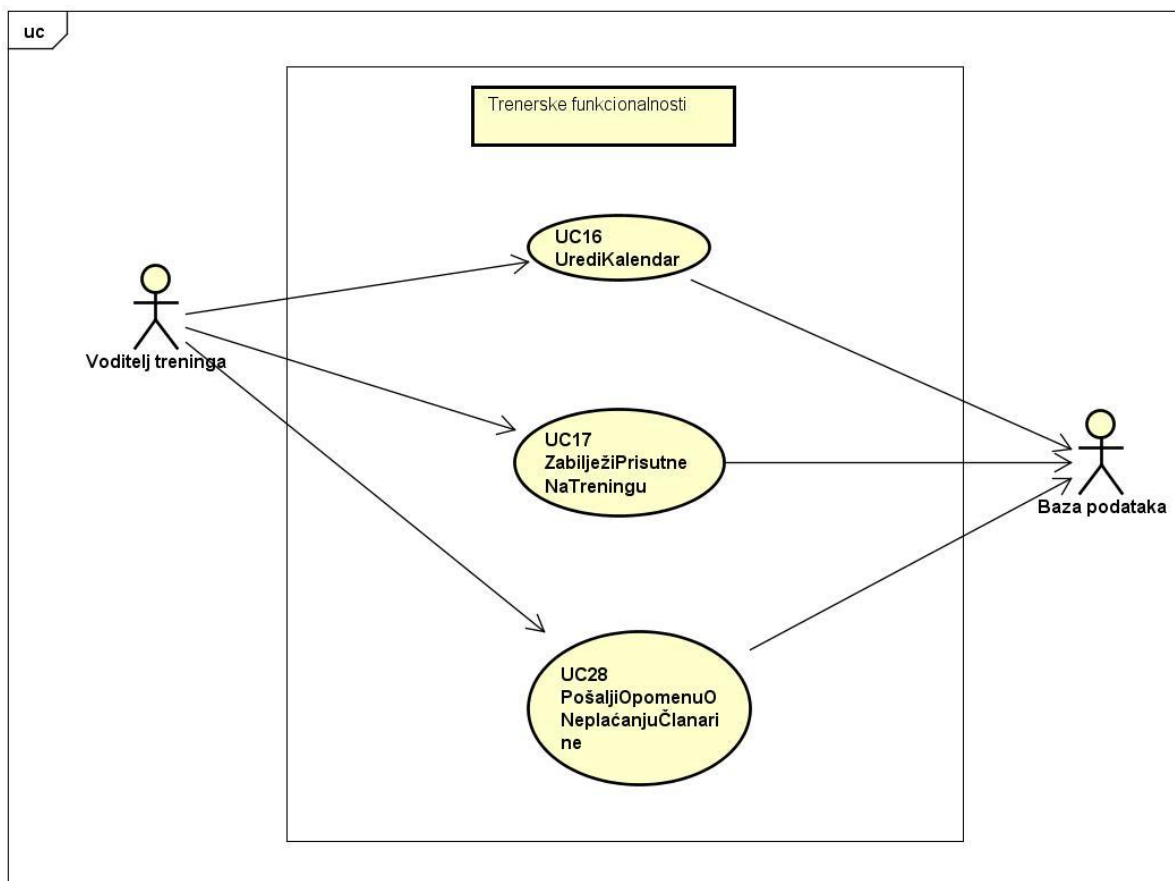 uc
Trenerske funkcionalnosti
UC16
UrediKalendar
Voditelj treninga
UC17
ZabilježiPrisutne
NaTreningu
Baza podataka
UC28
PošaljiOpomenuO
NeplaćanjuČlanari
ne